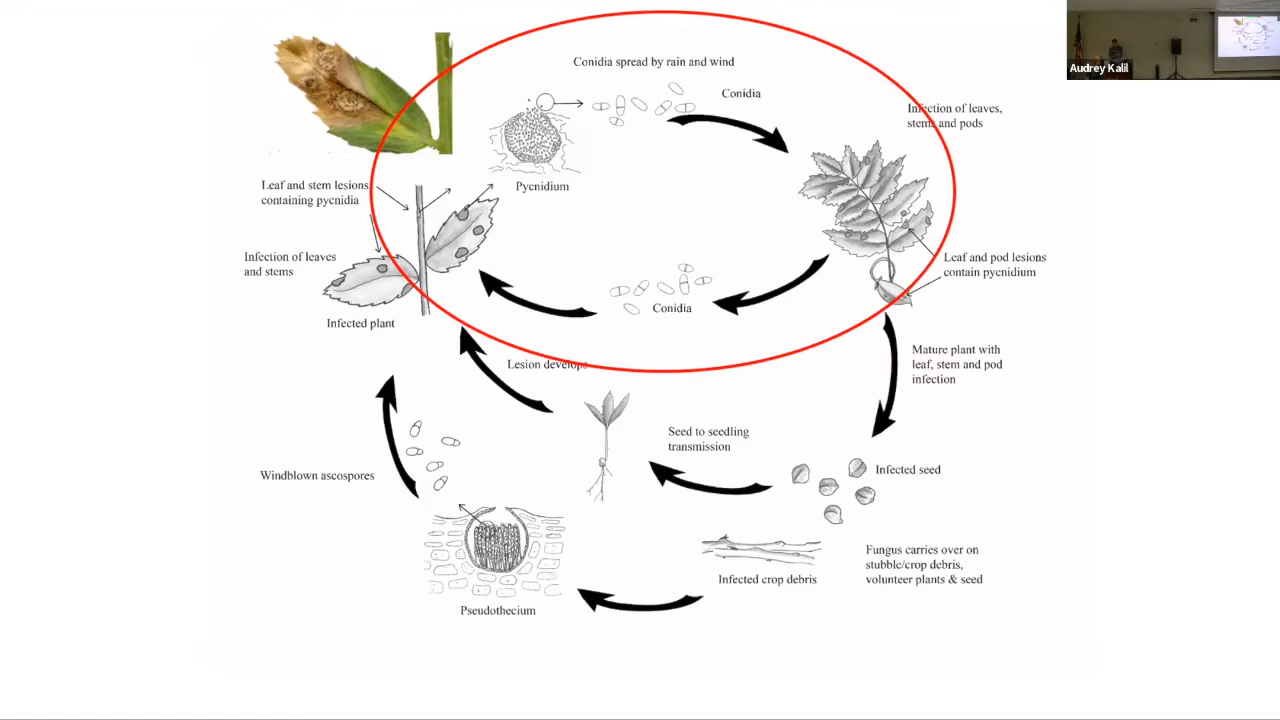 Conidia spread by rain and wind
Conidia
Audrey Kalil
Infection of leaves,
stems and pods
Pycnidium
Leaf and stem lesions
containing pycnidia
Infection of leaves
and stems
Infected plant
Leaf and pod lesions
contain pycnidium
Conidia
Lesion develops
Mature plant with
leaf, stem and pod
infection
Seed to seedling
transmission
Infected seed
Windblown ascospores
Fungus carries over on
stubble/crop debris,
volunteer plants & seed
Infected crop debris
Pseudothecium